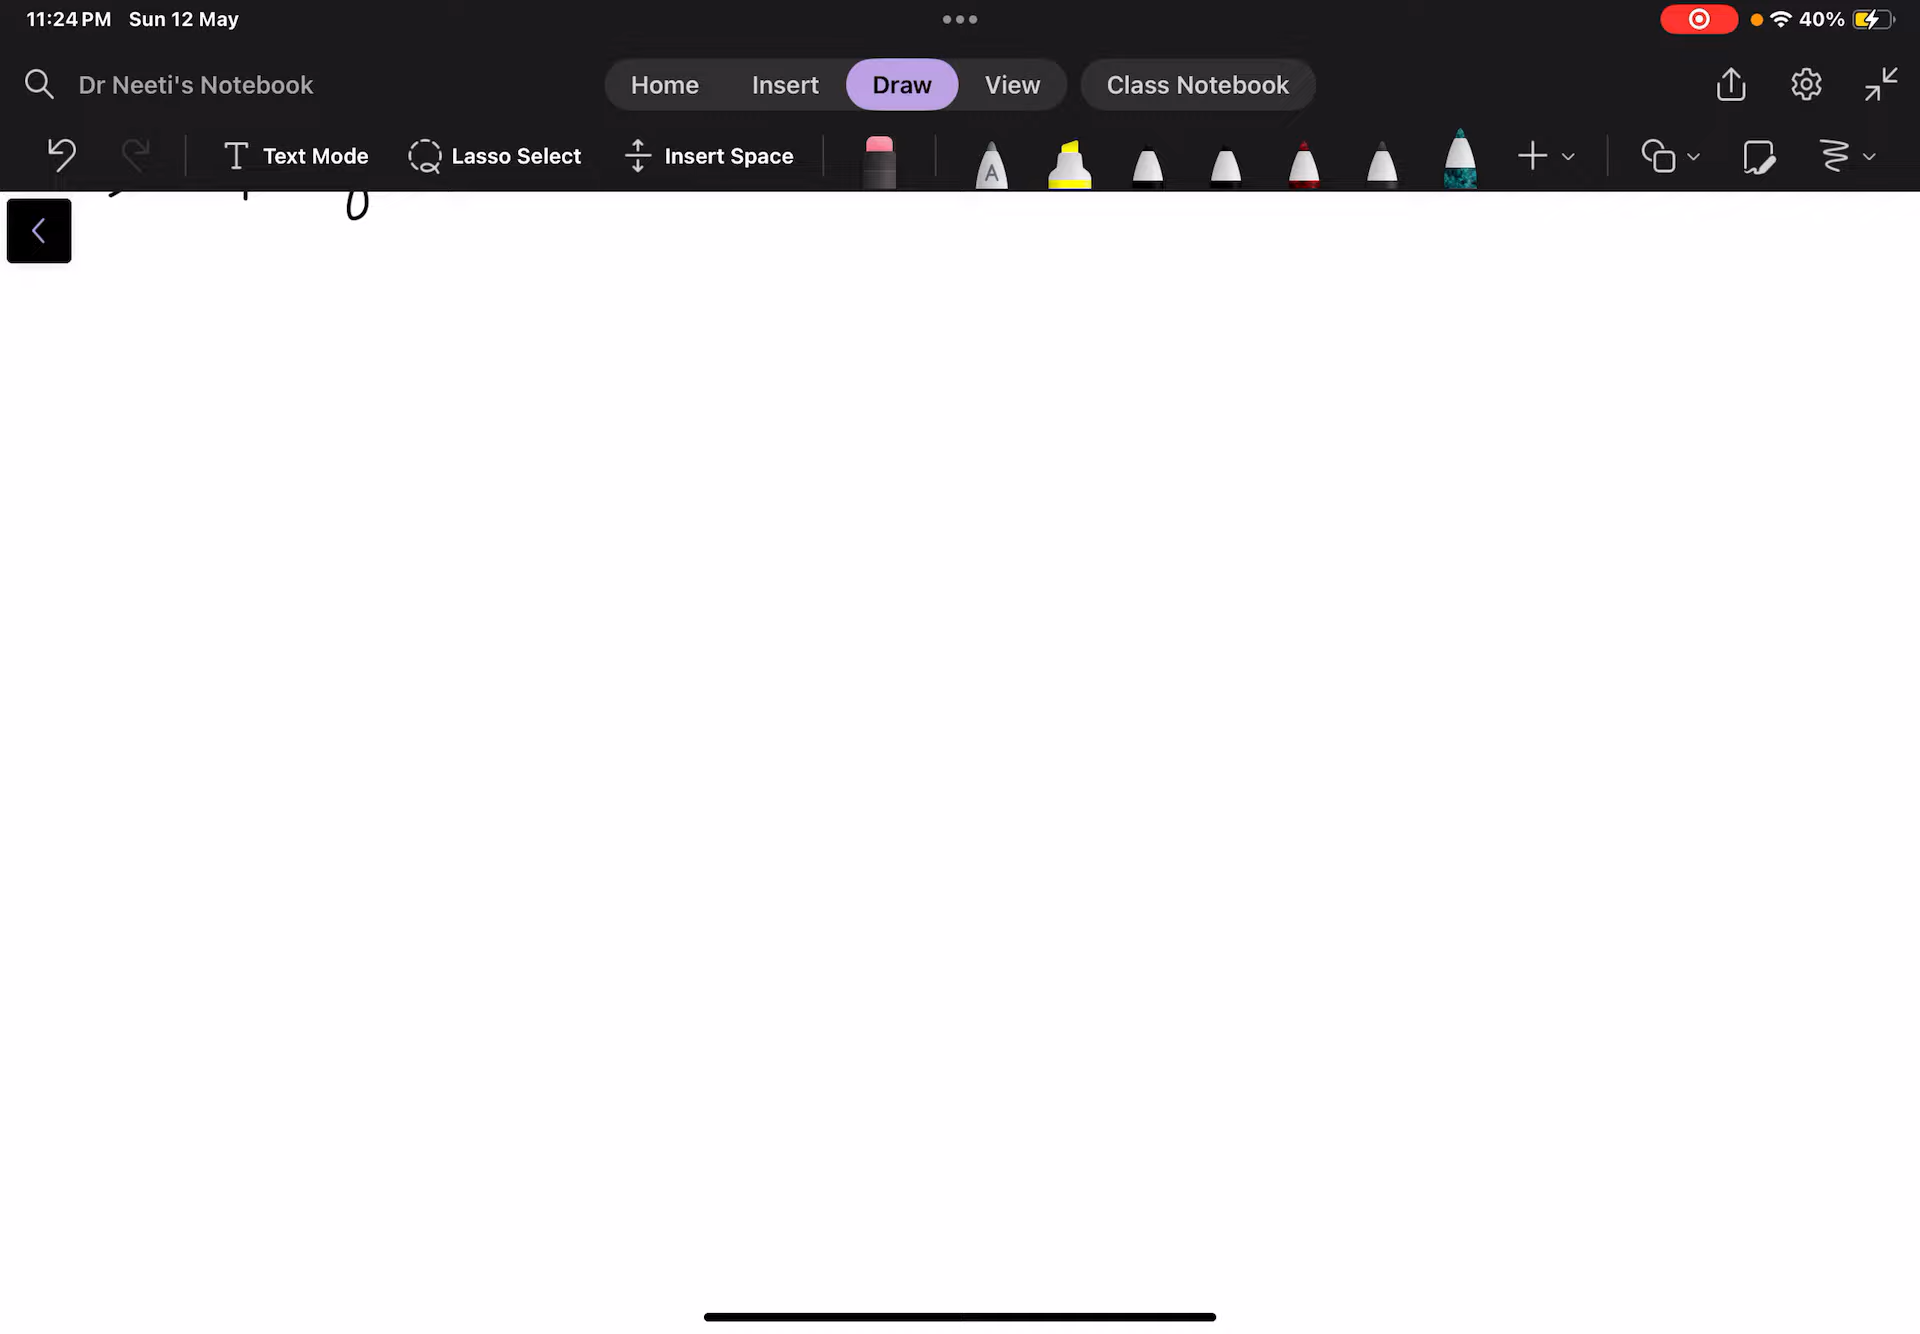 11:24 PM Sun 12 May
40%
Dr Neeti's Notebook
Home Insert Draw View Class Notebook
Text Mode Lasso Select Insert Space
A